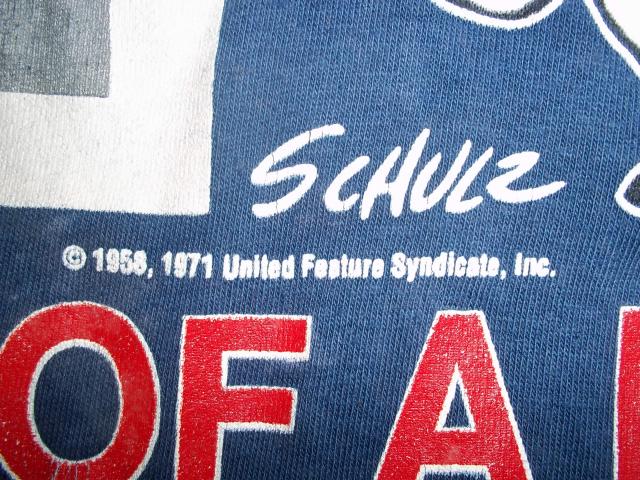 SCHULZ
© 1958, 1971 United Feature Syndicate, Inc.
OF A